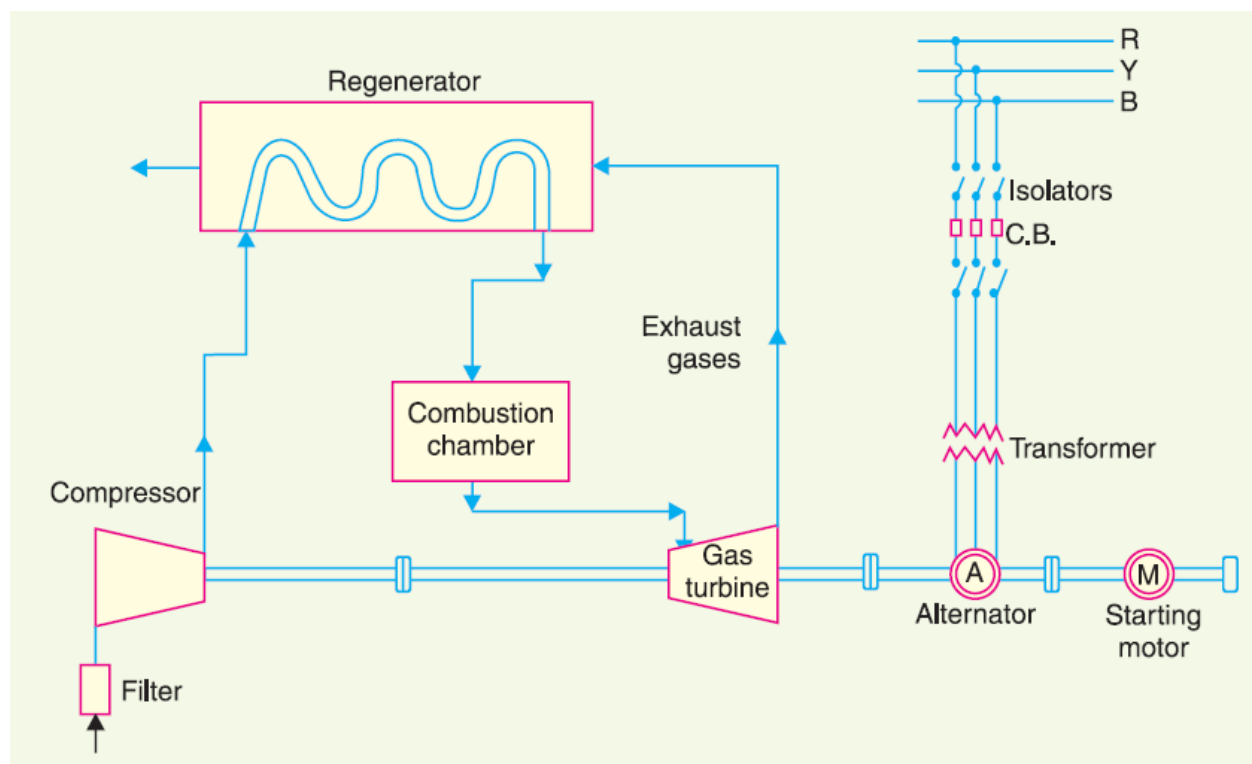 Regenerator
R
Y
B
Isolators
C.B.
Exhaust
gases
Combustion
chamber
Transformer
Compressor
Gas
turbine
A
M
Alternator
Starting
motor
Filter